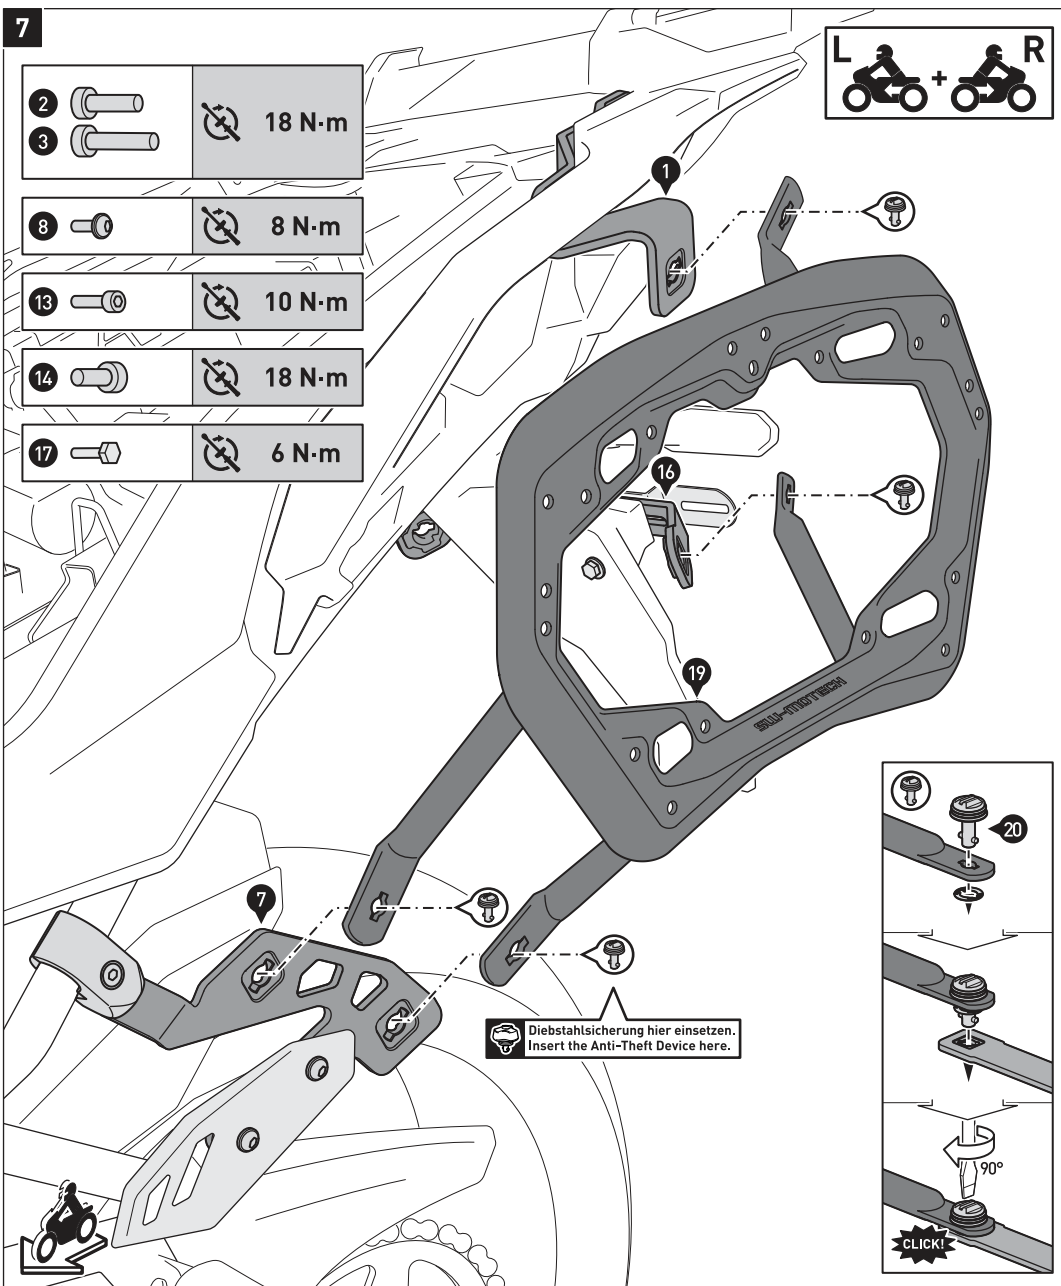 7
L + R
2
3
18 N·m
8
8 N·m
13
10 N·m
14
18 N·m
17
6 N·m
1
16
19
SW-MOTECH
7
20
Diebstahlsicherung hier einsetzen.
Insert the Anti-Theft Device here.
90°
CLICK!